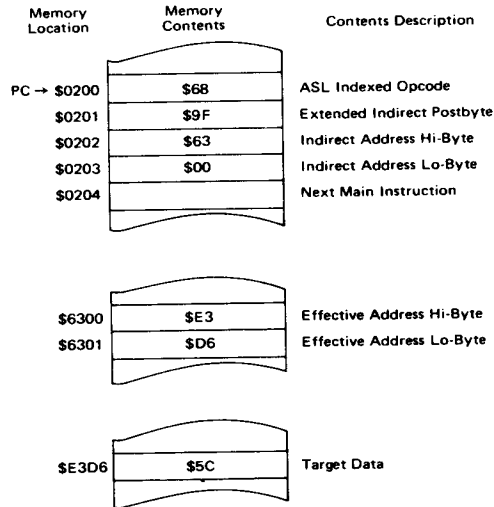 Memory Location Memory Contents Contents Description
PC → $0200 $68 ASL Indexed Opcode
$0201 $9F Extended Indirect Postbyte
$0202 $63 Indirect Address Hi-Byte
$0203 $00 Indirect Address Lo-Byte
$0204 Next Main Instruction
$6300 $E3 Effective Address Hi-Byte
$6301 $D6 Effective Address Lo-Byte
$E3D6 $5C Target Data